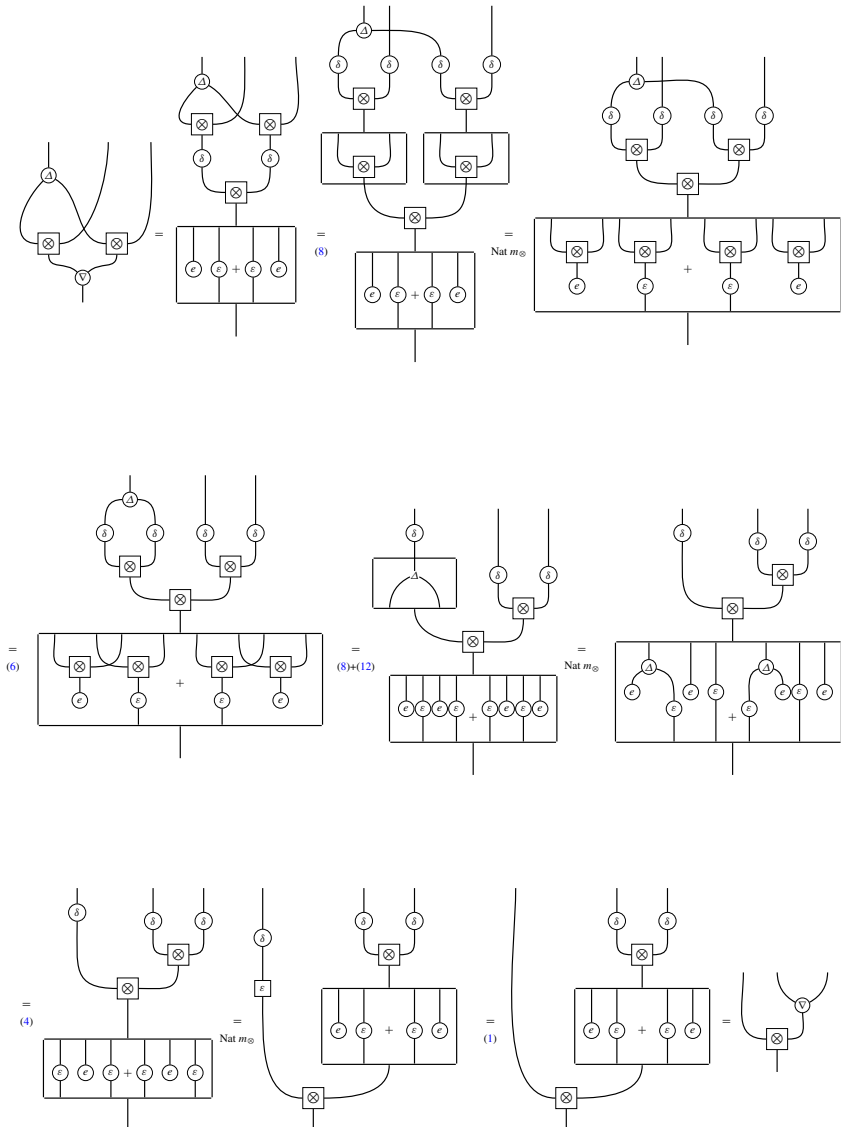 Δ
⊗ ⊗
∇
=
Δ
⊗ ⊗
δ δ
⊗
e ε + ε e
=
(8)
Δ
δ δ δ δ
⊗ ⊗
⊗ ⊗
⊗
e ε + ε e
=
Nat m⊗
Δ
δ δ δ δ
⊗ ⊗
⊗
⊗ ⊗ ⊗ ⊗
+
e ε ε e
=
(6)
Δ
δ δ δ δ
⊗ ⊗
⊗
⊗ ⊗ ⊗ ⊗
+
e ε ε e
=
(8)+(12)
δ
Δ
δ δ
⊗
⊗
e ε e ε + ε e ε e
=
Nat m⊗
δ δ δ
⊗
⊗
Δ Δ
e e ε e ε e
ε + ε
=
(4)
δ δ δ
⊗
⊗
ε e ε + ε e ε
=
Nat m⊗
δ δ δ
⊗
ε
e ε + ε e
⊗
=
(1)
δ δ
⊗
e ε + ε e
⊗
=
∇
⊗